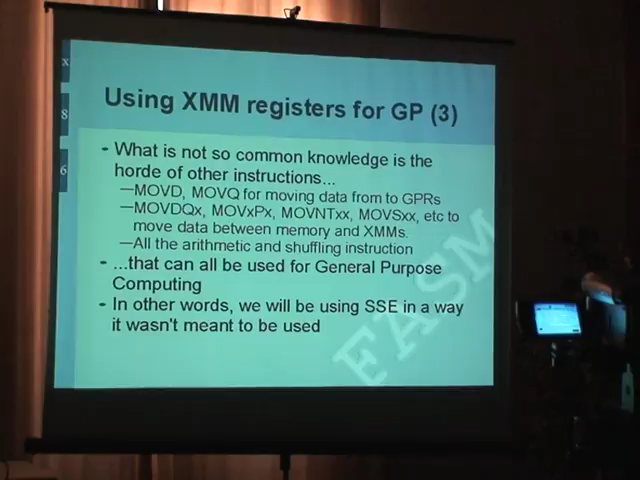 x
8
6
Using XMM registers for GP (3)
- What is not so common knowledge is the
horde of other instructions...
—MOVD, MOVQ for moving data from to GPRs
—MOVDQx, MOVxPx, MOVNTxx, MOVSxx, etc to
move data between memory and XMMs.
—All the arithmetic and shuffling instruction
- ...that can all be used for General Purpose
Computing
- In other words, we will be using SSE in a way
it wasn't meant to be used
FASM